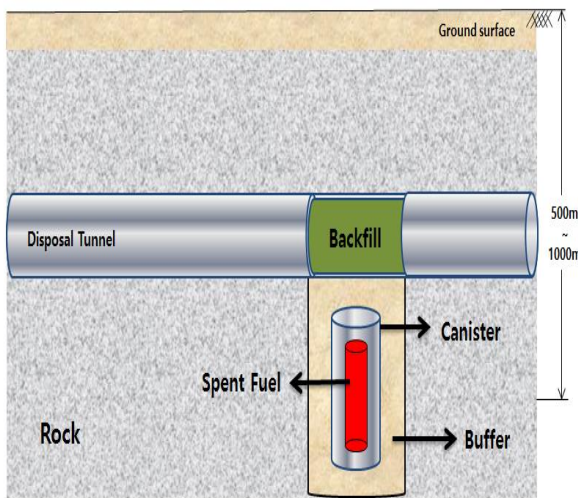 Ground surface
Disposal Tunnel
Backfill
500m
~
1000m
Canister
Spent Fuel
Rock
Buffer